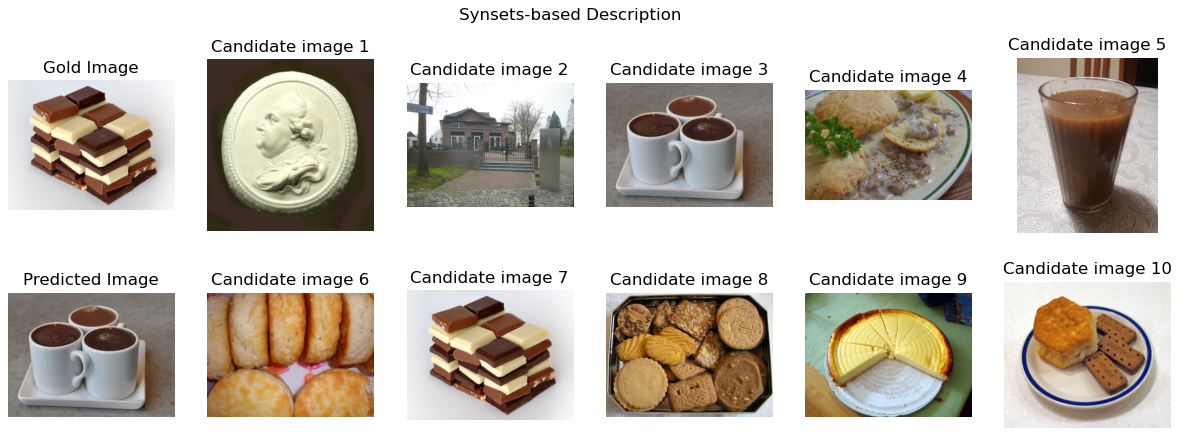 Synsets-based Description
Gold Image
Candidate image 1
Candidate image 2
Candidate image 3
Candidate image 4
Candidate image 5
Predicted Image
Candidate image 6
Candidate image 7
Candidate image 8
Candidate image 9
Candidate image 10